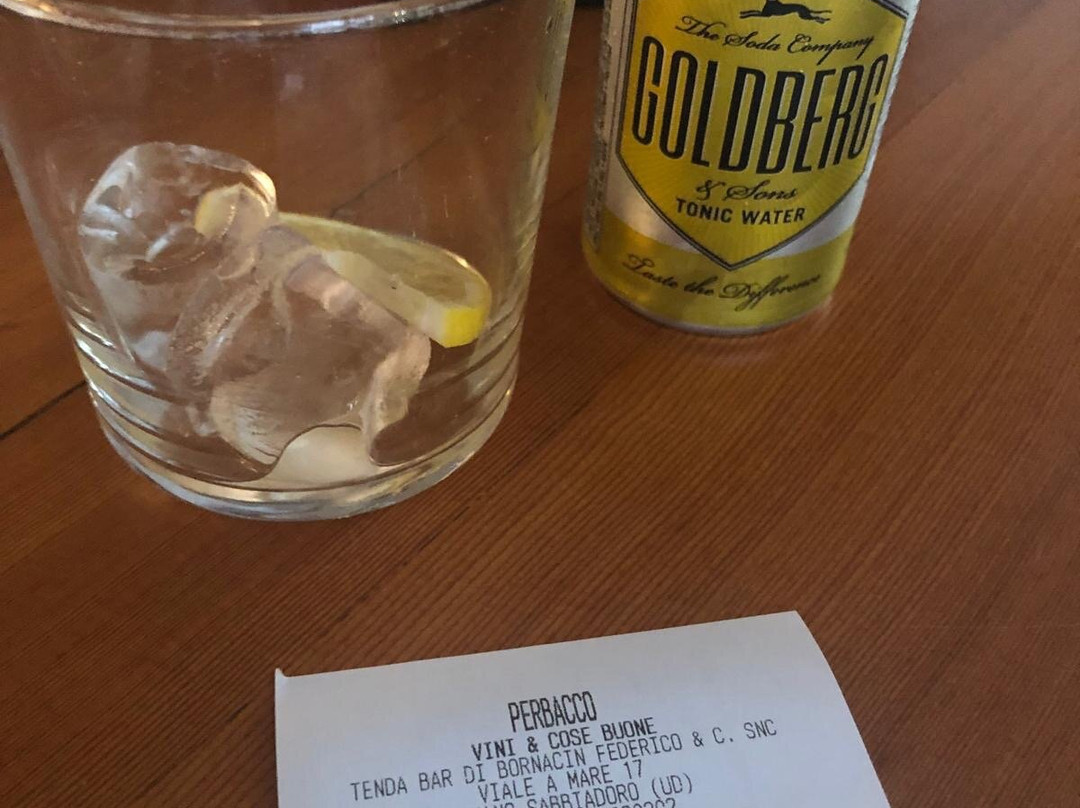 The Soda Company
GOLDBERG
& Sons
TONIC WATER
Taste the Difference
PERBACCO
VINI & COSE BUONE
TENDA BAR DI BORNACIN FEDERICO & C. SNC
VIALE A MARE 17
SABBIADORO (UD)